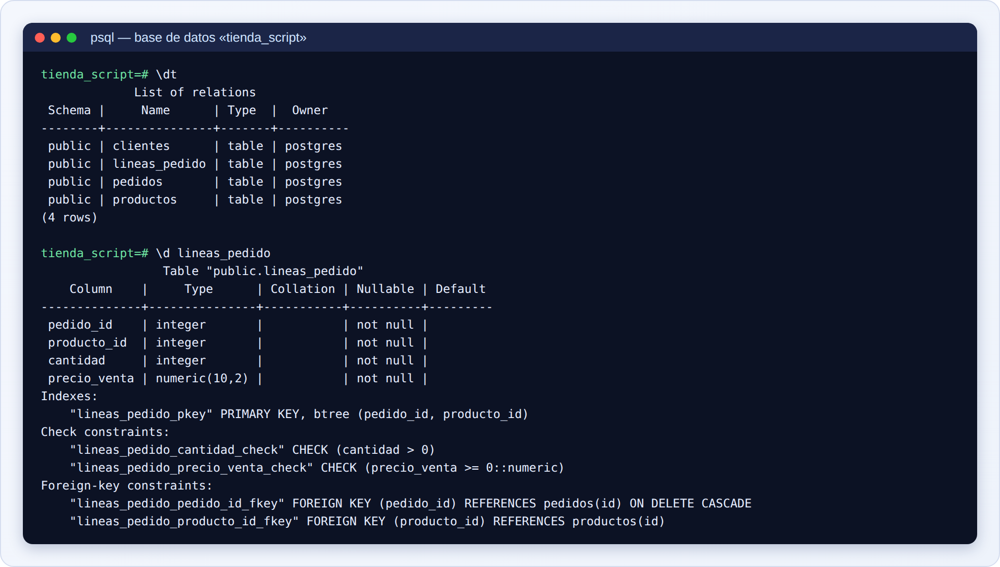 psql — base de datos «tienda_script»
tienda_script=# \dt
             List of relations
 Schema |     Name      | Type  |  Owner
--------+---------------+-------+----------
 public | clientes      | table | postgres
 public | lineas_pedido | table | postgres
 public | pedidos       | table | postgres
 public | productos     | table | postgres
(4 rows)
tienda_script=# \d lineas_pedido
                 Table "public.lineas_pedido"
    Column    |     Type      | Collation | Nullable | Default
--------------+---------------+-----------+----------+---------
 pedido_id    | integer       |           | not null |
 producto_id  | integer       |           | not null |
 cantidad     | integer       |           | not null |
 precio_venta | numeric(10,2) |           | not null |
Indexes:
    "lineas_pedido_pkey" PRIMARY KEY, btree (pedido_id, producto_id)
Check constraints:
    "lineas_pedido_cantidad_check" CHECK (cantidad > 0)
    "lineas_pedido_precio_venta_check" CHECK (precio_venta >= 0::numeric)
Foreign-key constraints:
    "lineas_pedido_pedido_id_fkey" FOREIGN KEY (pedido_id) REFERENCES pedidos(id) ON DELETE CASCADE
    "lineas_pedido_producto_id_fkey" FOREIGN KEY (producto_id) REFERENCES productos(id)